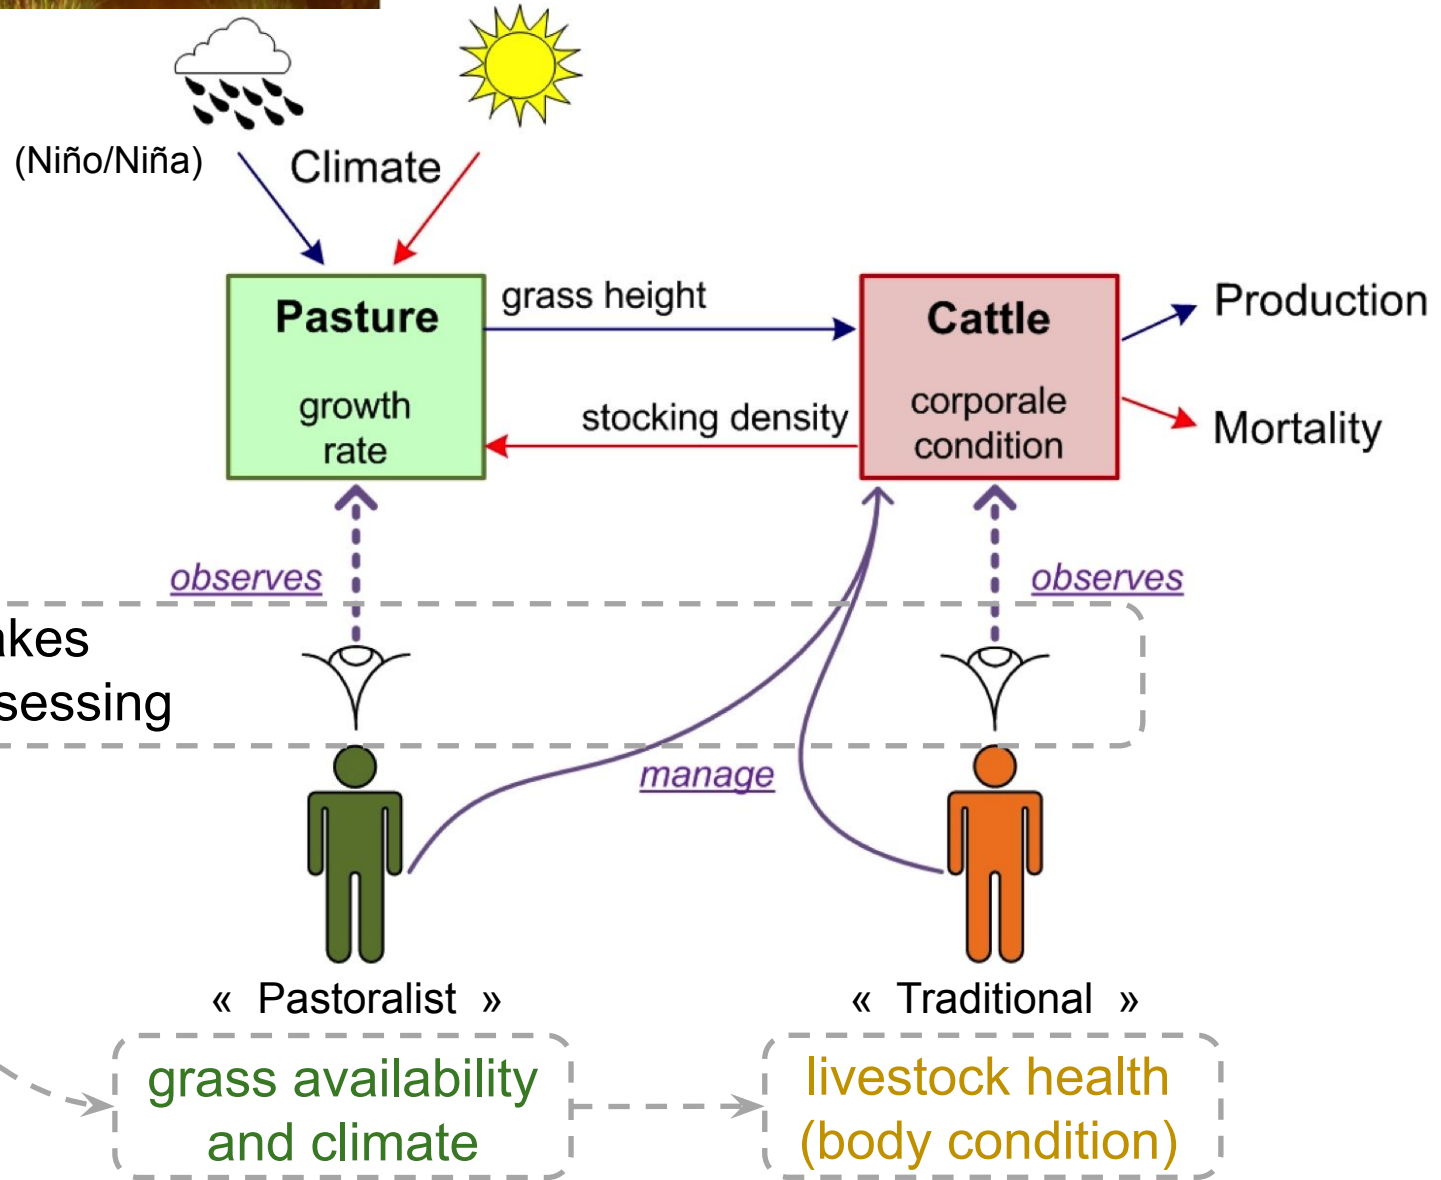 (Niño/Niña)
Climate
Pasture
growth
rate
grass height
stocking density
Cattle
corporale
condition
Production
Mortality
observes
observes
akes
sessing
manage
« Pastoralist »
« Traditional »
grass availability
and climate
livestock health
(body condition)